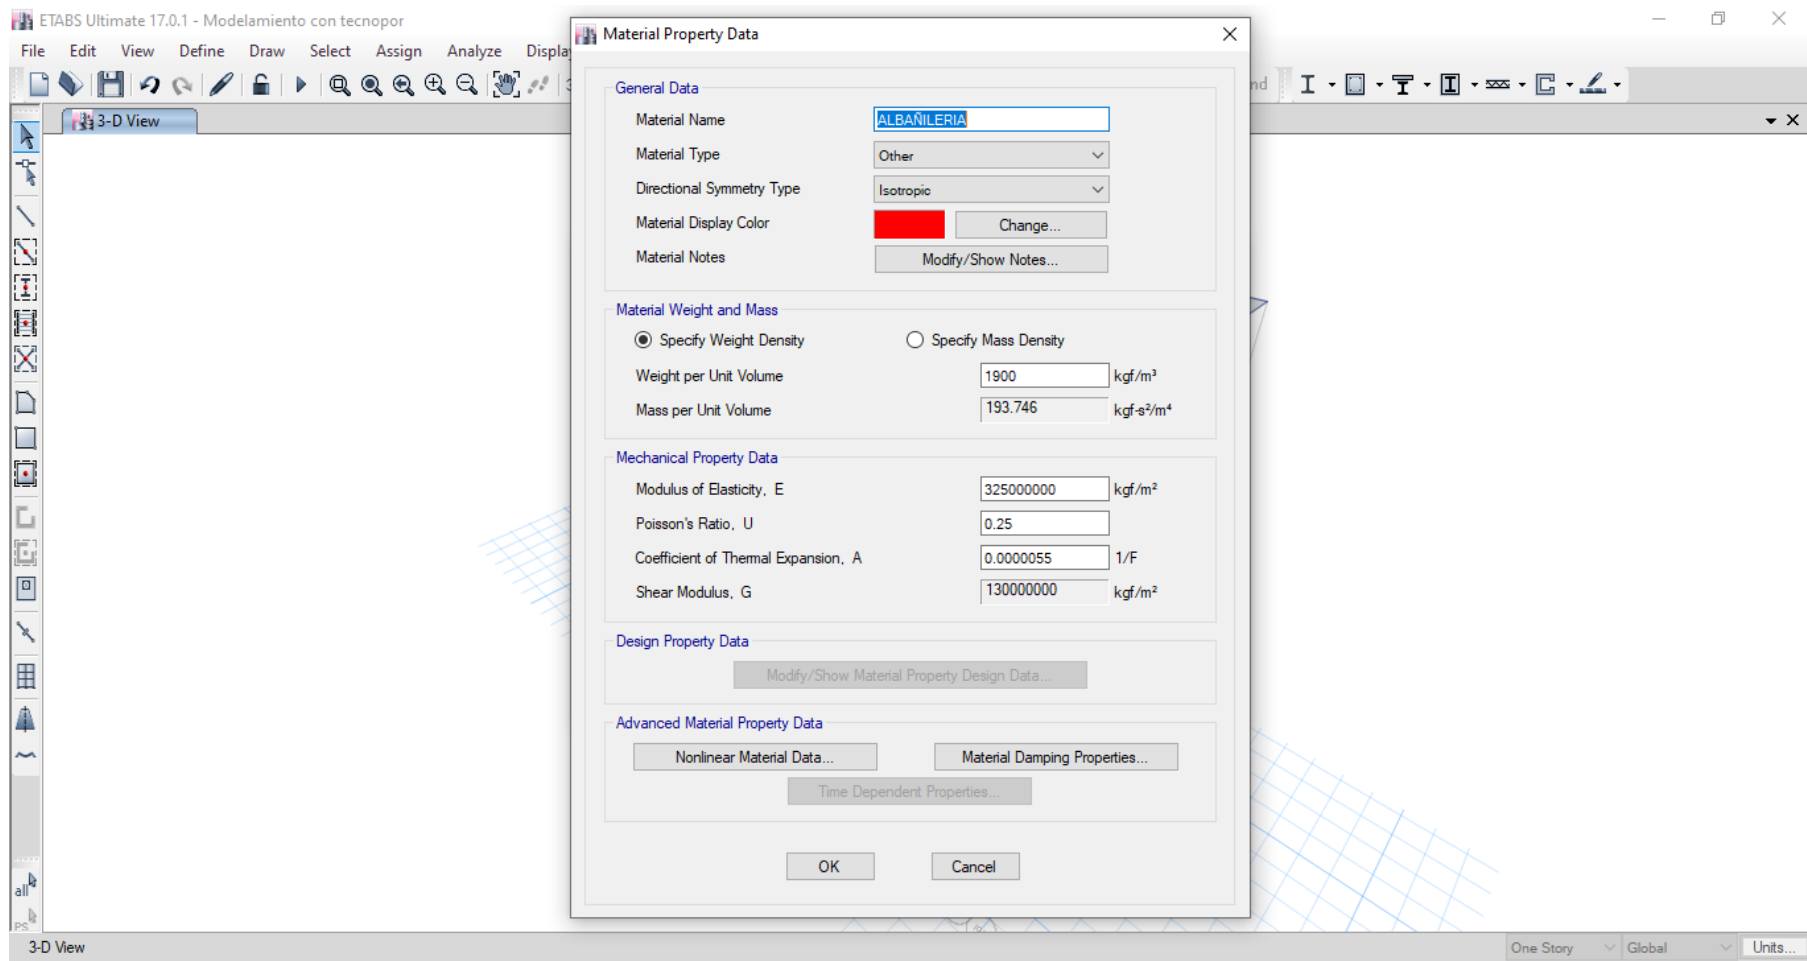 ETABS Ultimate 17.0.1 - Modelamiento con tecnopor
File Edit View Define Draw Select Assign Analyze Display
3-D View
Material Property Data
General Data
Material Name ALBAÑILERIA
Material Type Other
Directional Symmetry Type Isotropic
Material Display Color Change...
Material Notes Modify/Show Notes...
Material Weight and Mass
Specify Weight Density Specify Mass Density
Weight per Unit Volume 1900 kgf/m³
Mass per Unit Volume 193.746 kgf-s²/m⁴
Mechanical Property Data
Modulus of Elasticity, E 325000000 kgf/m²
Poisson's Ratio, U 0.25
Coefficient of Thermal Expansion, A 0.0000055 1/F
Shear Modulus, G 130000000 kgf/m²
Design Property Data
Modify/Show Material Property Design Data...
Advanced Material Property Data
Nonlinear Material Data... Material Damping Properties...
Time Dependent Properties...
OK Cancel
all
PS
3-D View One Story Global Units...